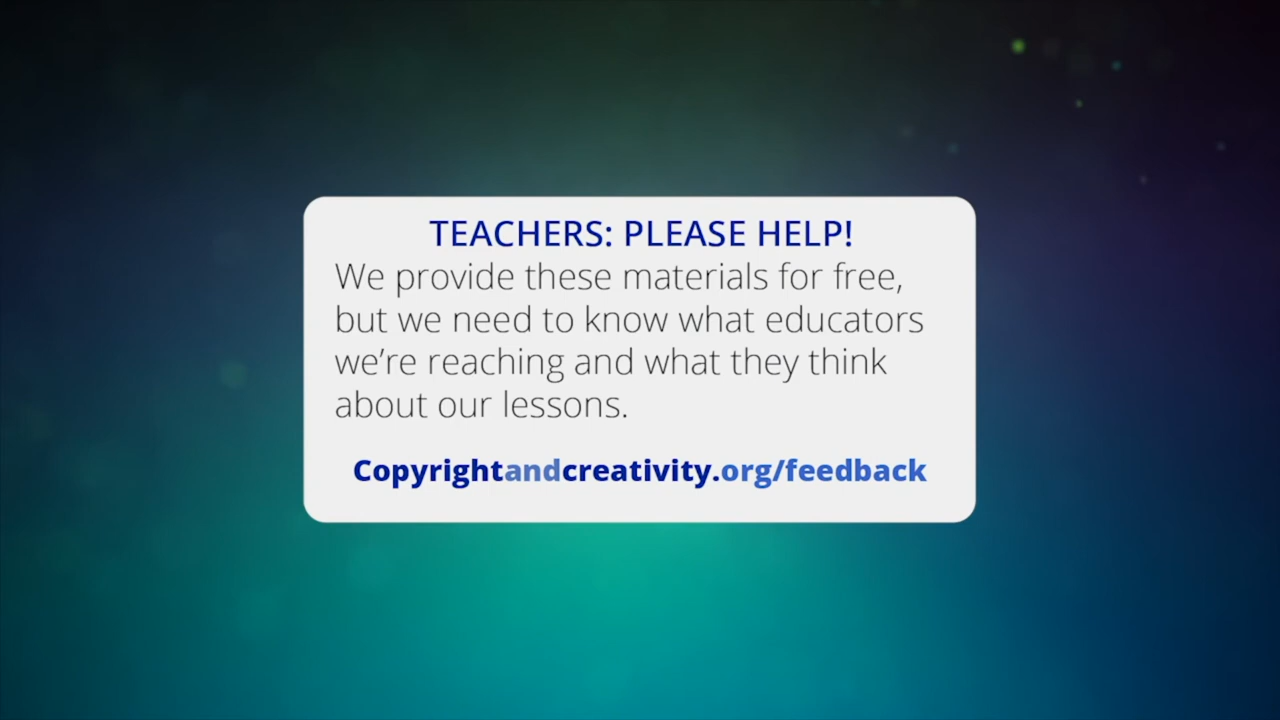 TEACHERS: PLEASE HELP!
We provide these materials for free,
but we need to know what educators
we’re reaching and what they think
about our lessons.
Copyrightandcreativity.org/feedback